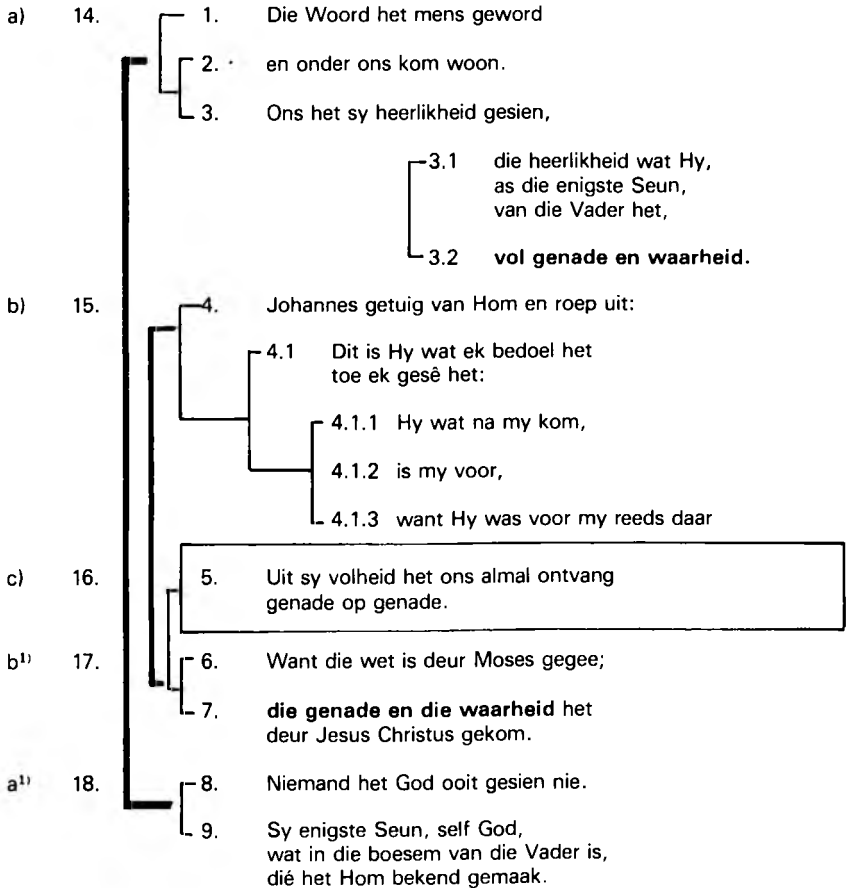 a) 14. 1. Die Woord het mens geword
2. en onder ons kom woon.
3. Ons het sy heerlikheid gesien,
3.1 die heerlikheid wat Hy,
as die enigste Seun,
van die Vader het,
3.2 vol genade en waarheid.
b) 15. 4. Johannes getuig van Hom en roep uit:
4.1 Dit is Hy wat ek bedoel het
toe ek gesê het:
4.1.1 Hy wat na my kom,
4.1.2 is my voor,
4.1.3 want Hy was voor my reeds daar
c) 16. 5. Uit sy volheid het ons almal ontvang
genade op genade.
b¹⁾ 17. 6. Want die wet is deur Moses gegee;
7. die genade en die waarheid het
deur Jesus Christus gekom.
a¹⁾ 18. 8. Niemand het God ooit gesien nie.
9. Sy enigste Seun, self God,
wat in die boesem van die Vader is,
dié het Hom bekend gemaak.